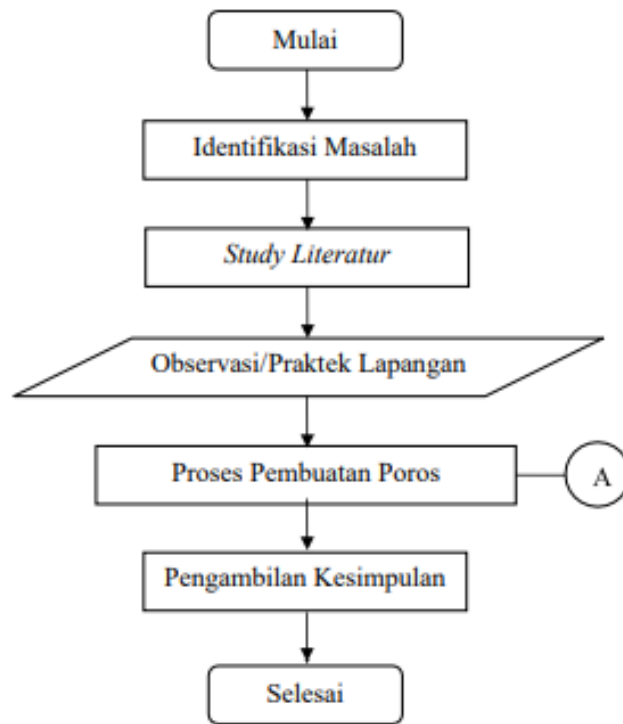 Mulai
Identifikasi Masalah
Study Literatur
Observasi/Praktek Lapangan
Proses Pembuatan Poros
A
Pengambilan Kesimpulan
Selesai